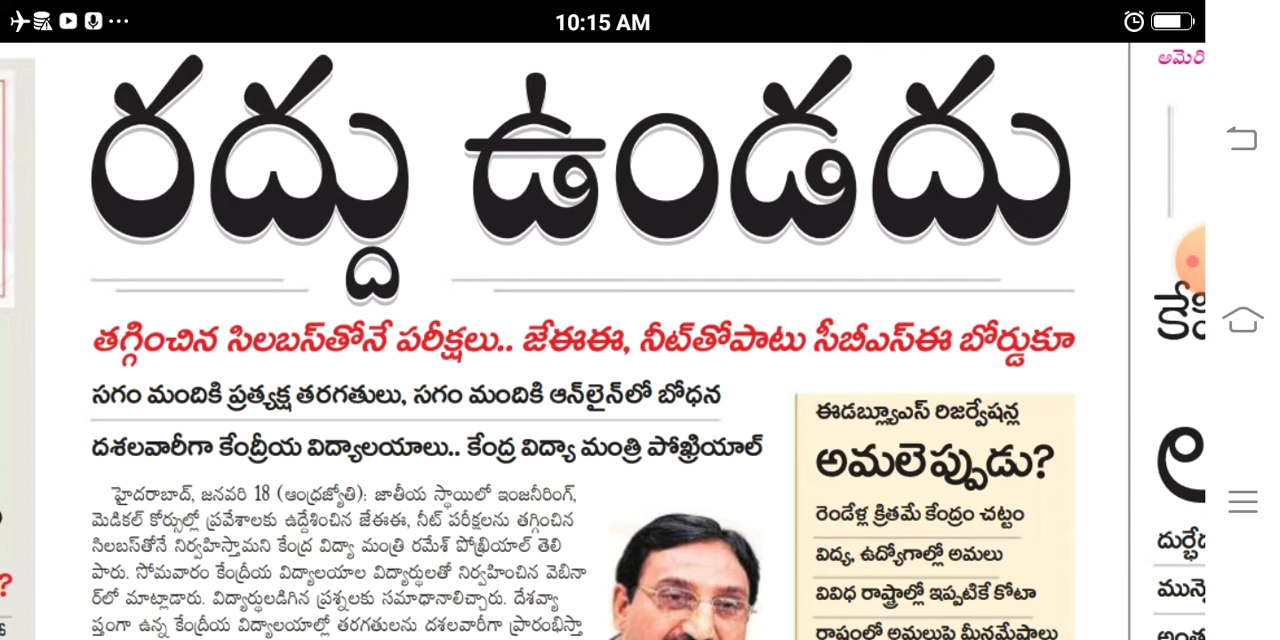 10:15 AM
రద్దు ఉండదు
తగ్గించిన సిలబస్‌తోనే పరీక్షలు.. జేఈఈ, నీట్‌తోపాటు సీబీఎస్ఈ బోర్డుకూ
సగం మందికి ప్రత్యక్ష తరగతులు, సగం మందికి ఆన్‌లైన్‌లో బోధన
దశలవారీగా కేంద్రీయ విద్యాలయాలు.. కేంద్ర విద్యా మంత్రి పోఖ్రియాల్
హైదరాబాద్, జనవరి 18 (ఆంధ్రజ్యోతి): జాతీయ స్థాయిలో ఇంజనీరింగ్,
మెడికల్ కోర్సుల్లో ప్రవేశాలకు ఉద్దేశించిన జేఈఈ, నీట్ పరీక్షలను తగ్గించిన
సిలబస్‌తోనే నిర్వహిస్తామని కేంద్ర విద్యా మంత్రి రమేశ్ పోఖ్రియాల్ తెలి
పారు. సోమవారం కేంద్రీయ విద్యాలయాల విద్యార్థులతో నిర్వహించిన వెబినా
ర్‌లో మాట్లాడారు. విద్యార్థులడిగిన ప్రశ్నలకు సమాధానాలిచ్చారు. దేశవ్యా
ప్తంగా ఉన్న కేంద్రీయ విద్యాలయాల్లో తరగతులను దశలవారీగా ప్రారంభిస్తా
ఈడబ్ల్యూఎస్ రిజర్వేషన్ల
అమలెప్పుడు?
రెండేళ్ల క్రితమే కేంద్రం చట్టం
విద్య, ఉద్యోగాల్లో అమలు
వివిధ రాష్ట్రాల్లో ఇప్పటికే కోటా
రాష్ట్రంలో అమలుపై మీనమేషాలు
అమెరి